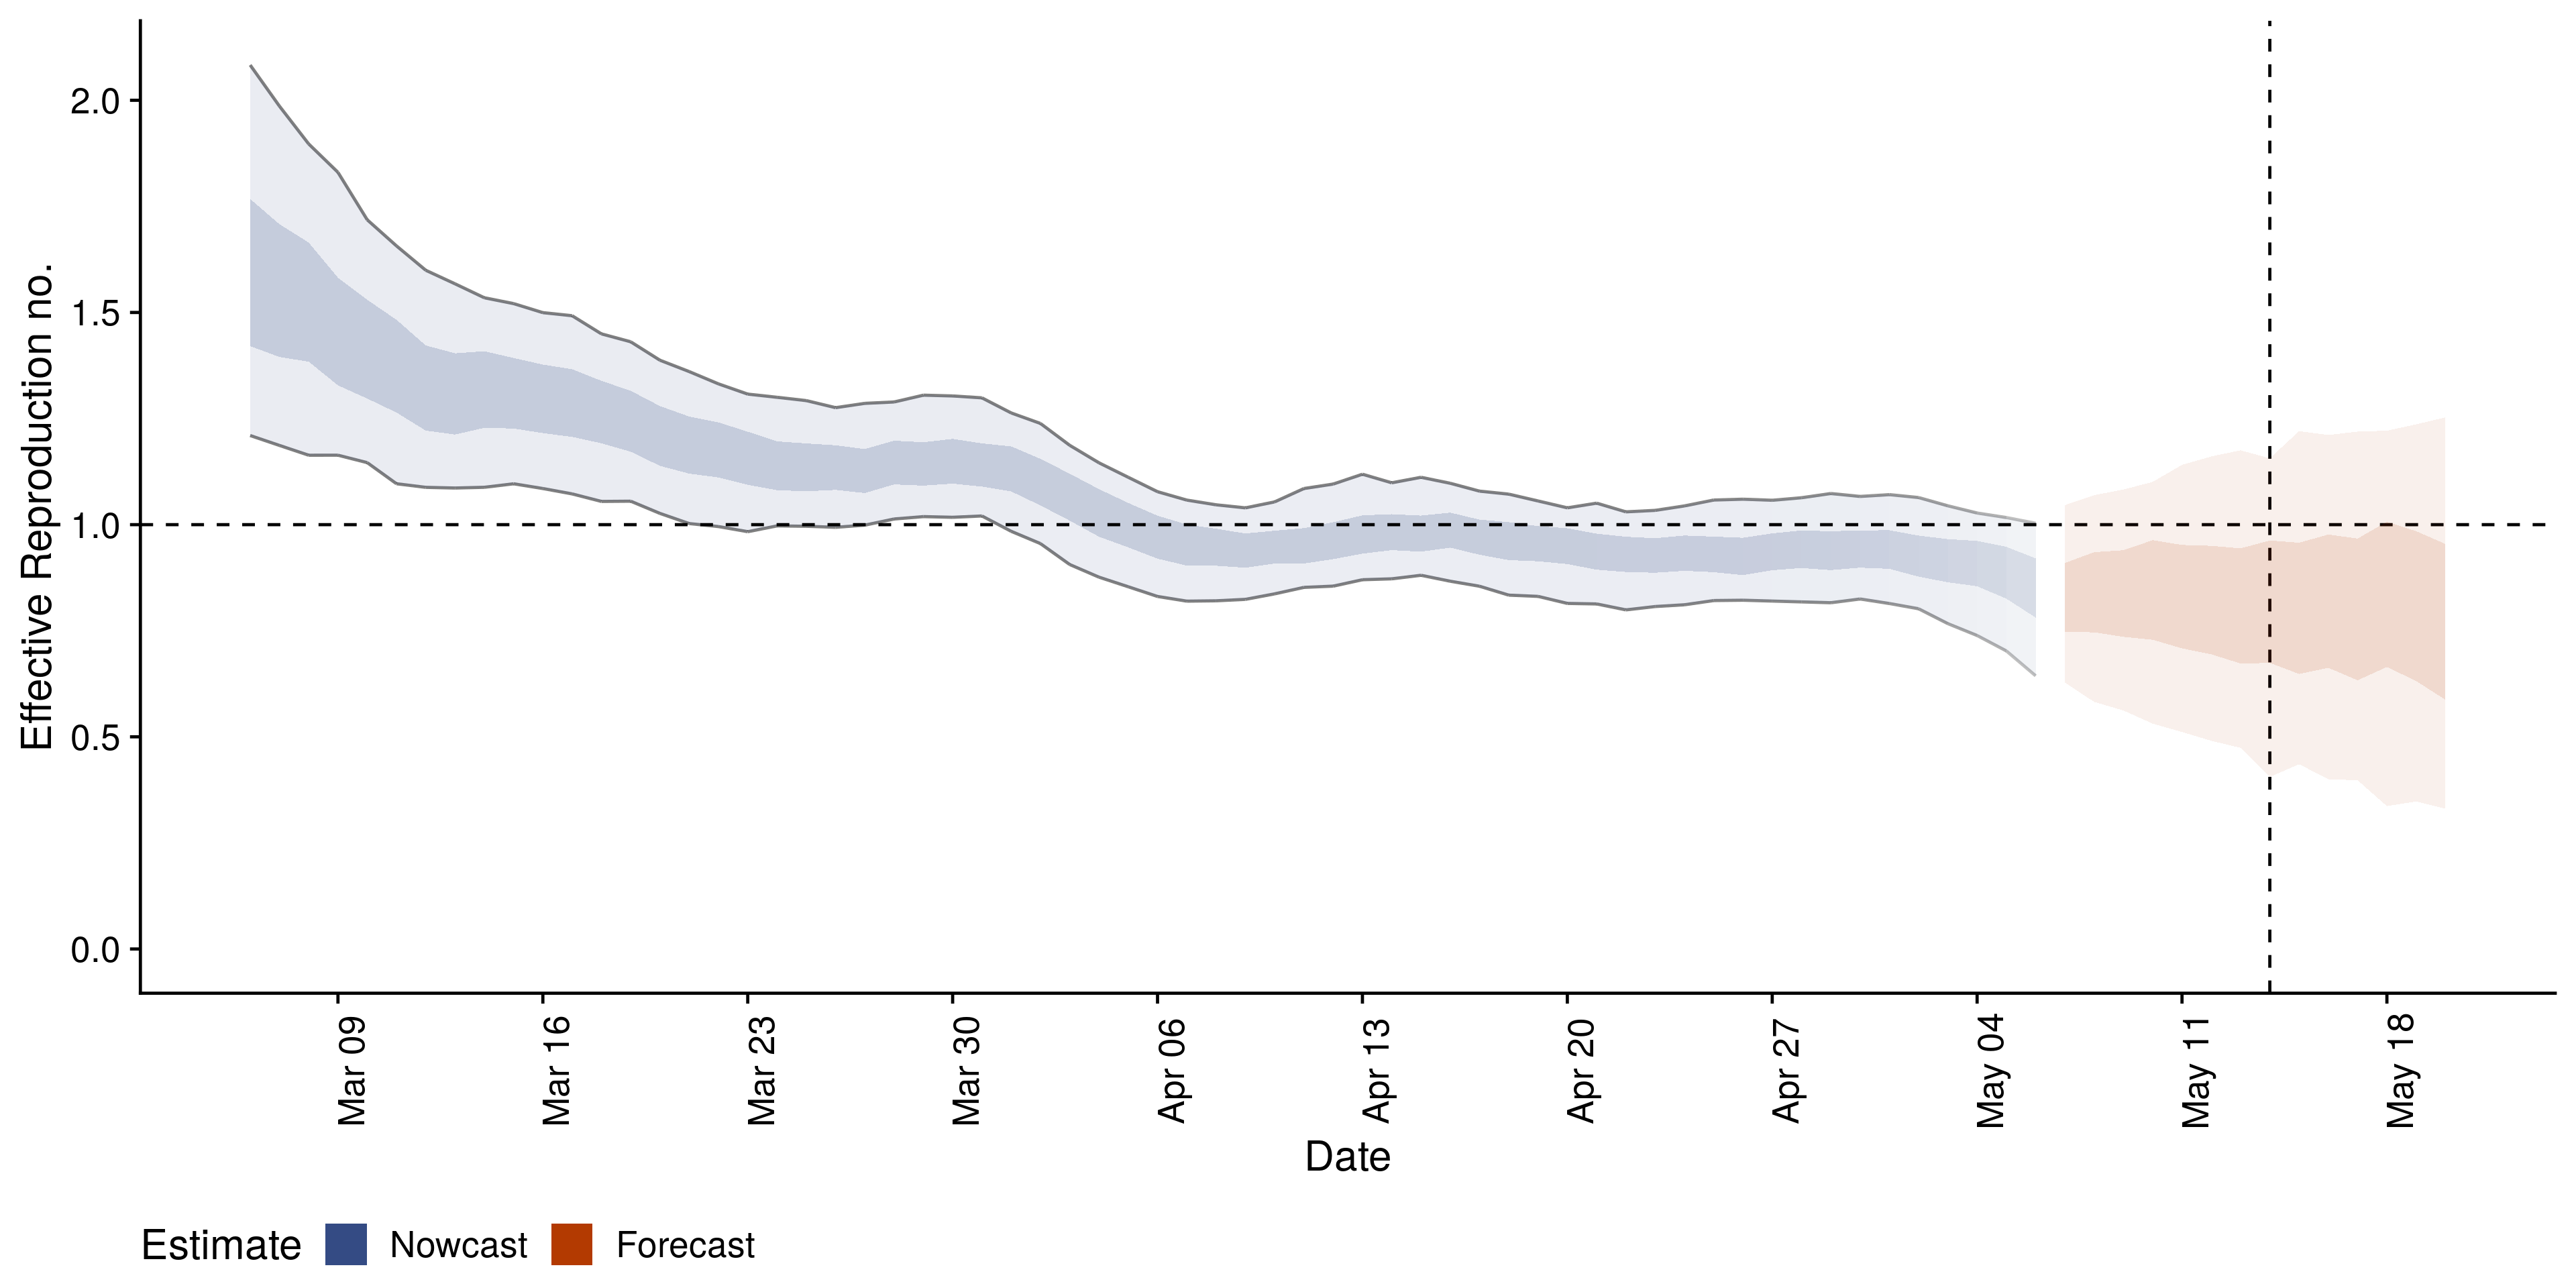 Effective Reproduction no.
2.0
1.5
1.0
0.5
0.0
Mar 09
Mar 16
Mar 23
Mar 30
Apr 06
Apr 13
Apr 20
Apr 27
May 04
May 11
May 18
Date
Estimate Nowcast Forecast